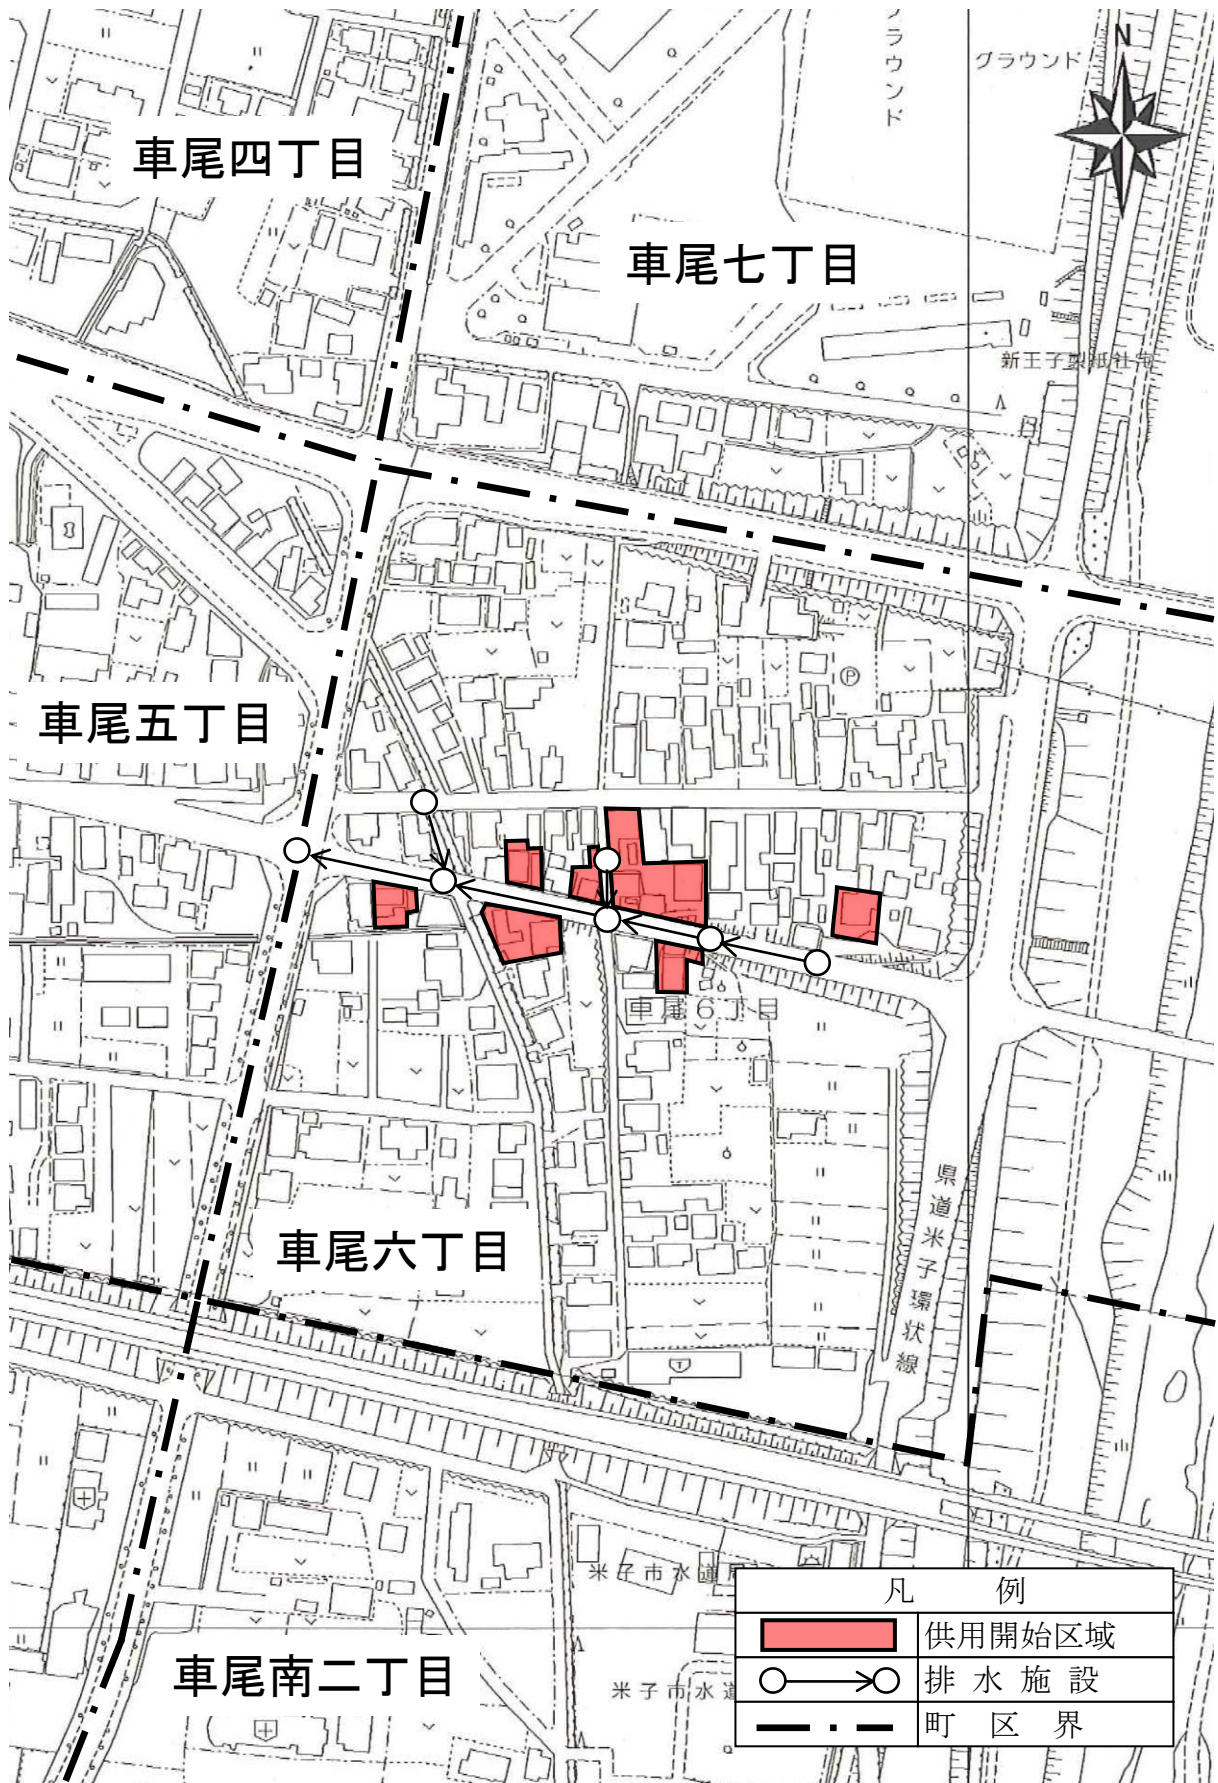 グラウンド
グラウンド
N
車尾四丁目
車尾七丁目
新王子製紙社宅
車尾五丁目
P
車尾6丁目
県道米子環状線
車尾六丁目
米子市水道局
凡 例
供用開始区域
車尾南二丁目
米子市水道
排水施設
町区界